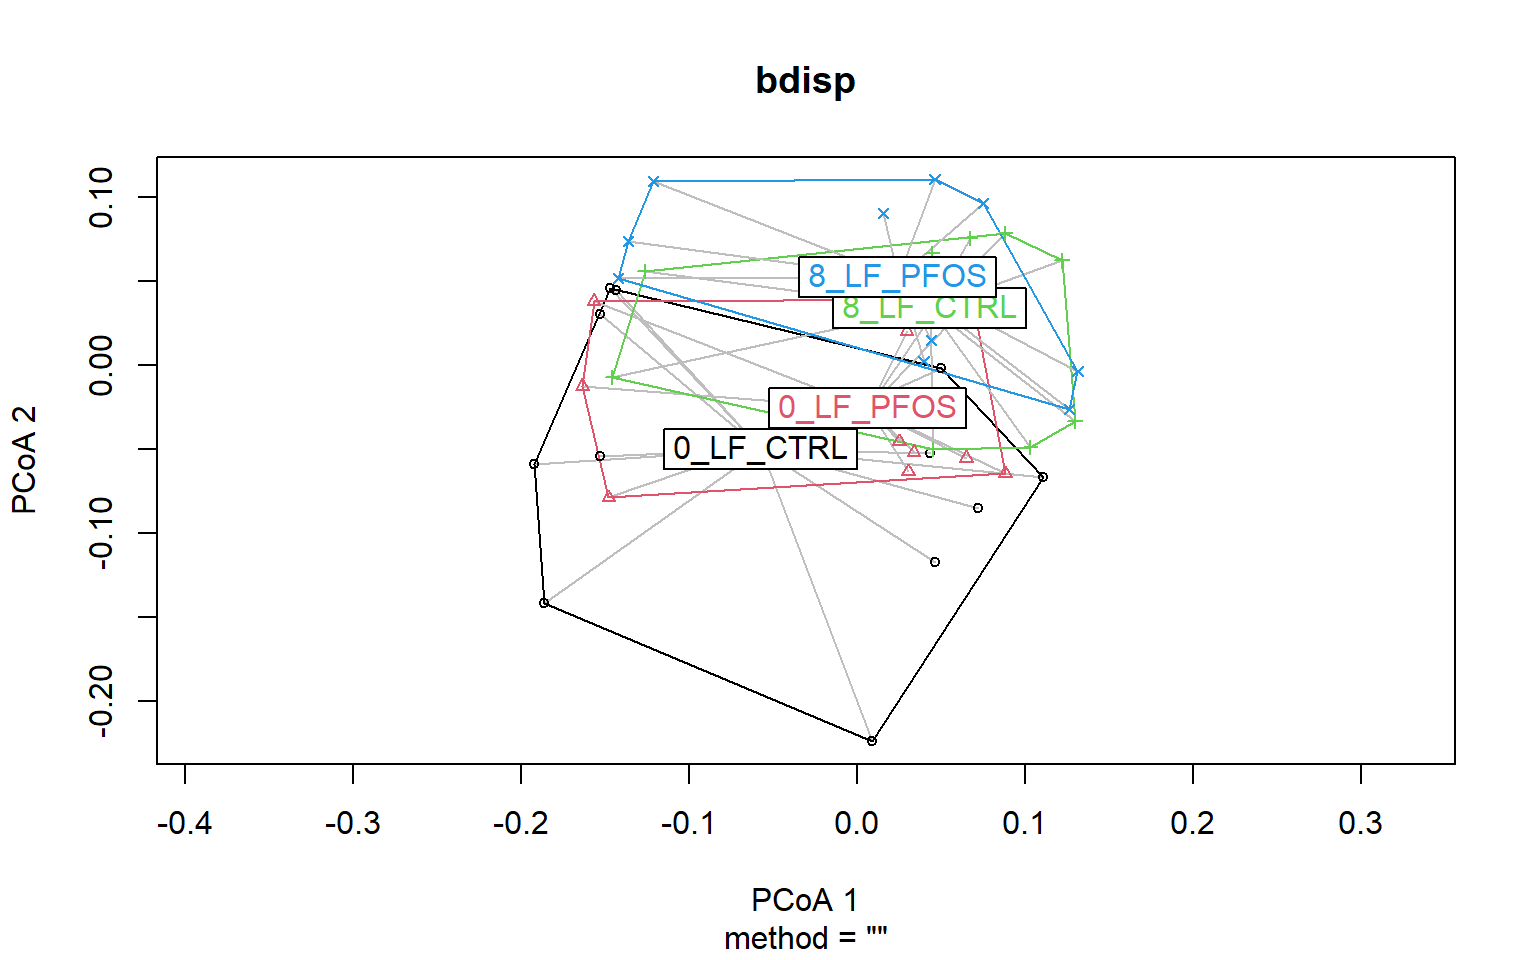 bdisp
PCoA 2
0.10
0.00
-0.10
-0.20
8_LF_PFOS
8_LF_CTRL
0_LF_PFOS
0_LF_CTRL
-0.4 -0.3 -0.2 -0.1 0.0 0.1 0.2 0.3
PCoA 1
method = ""